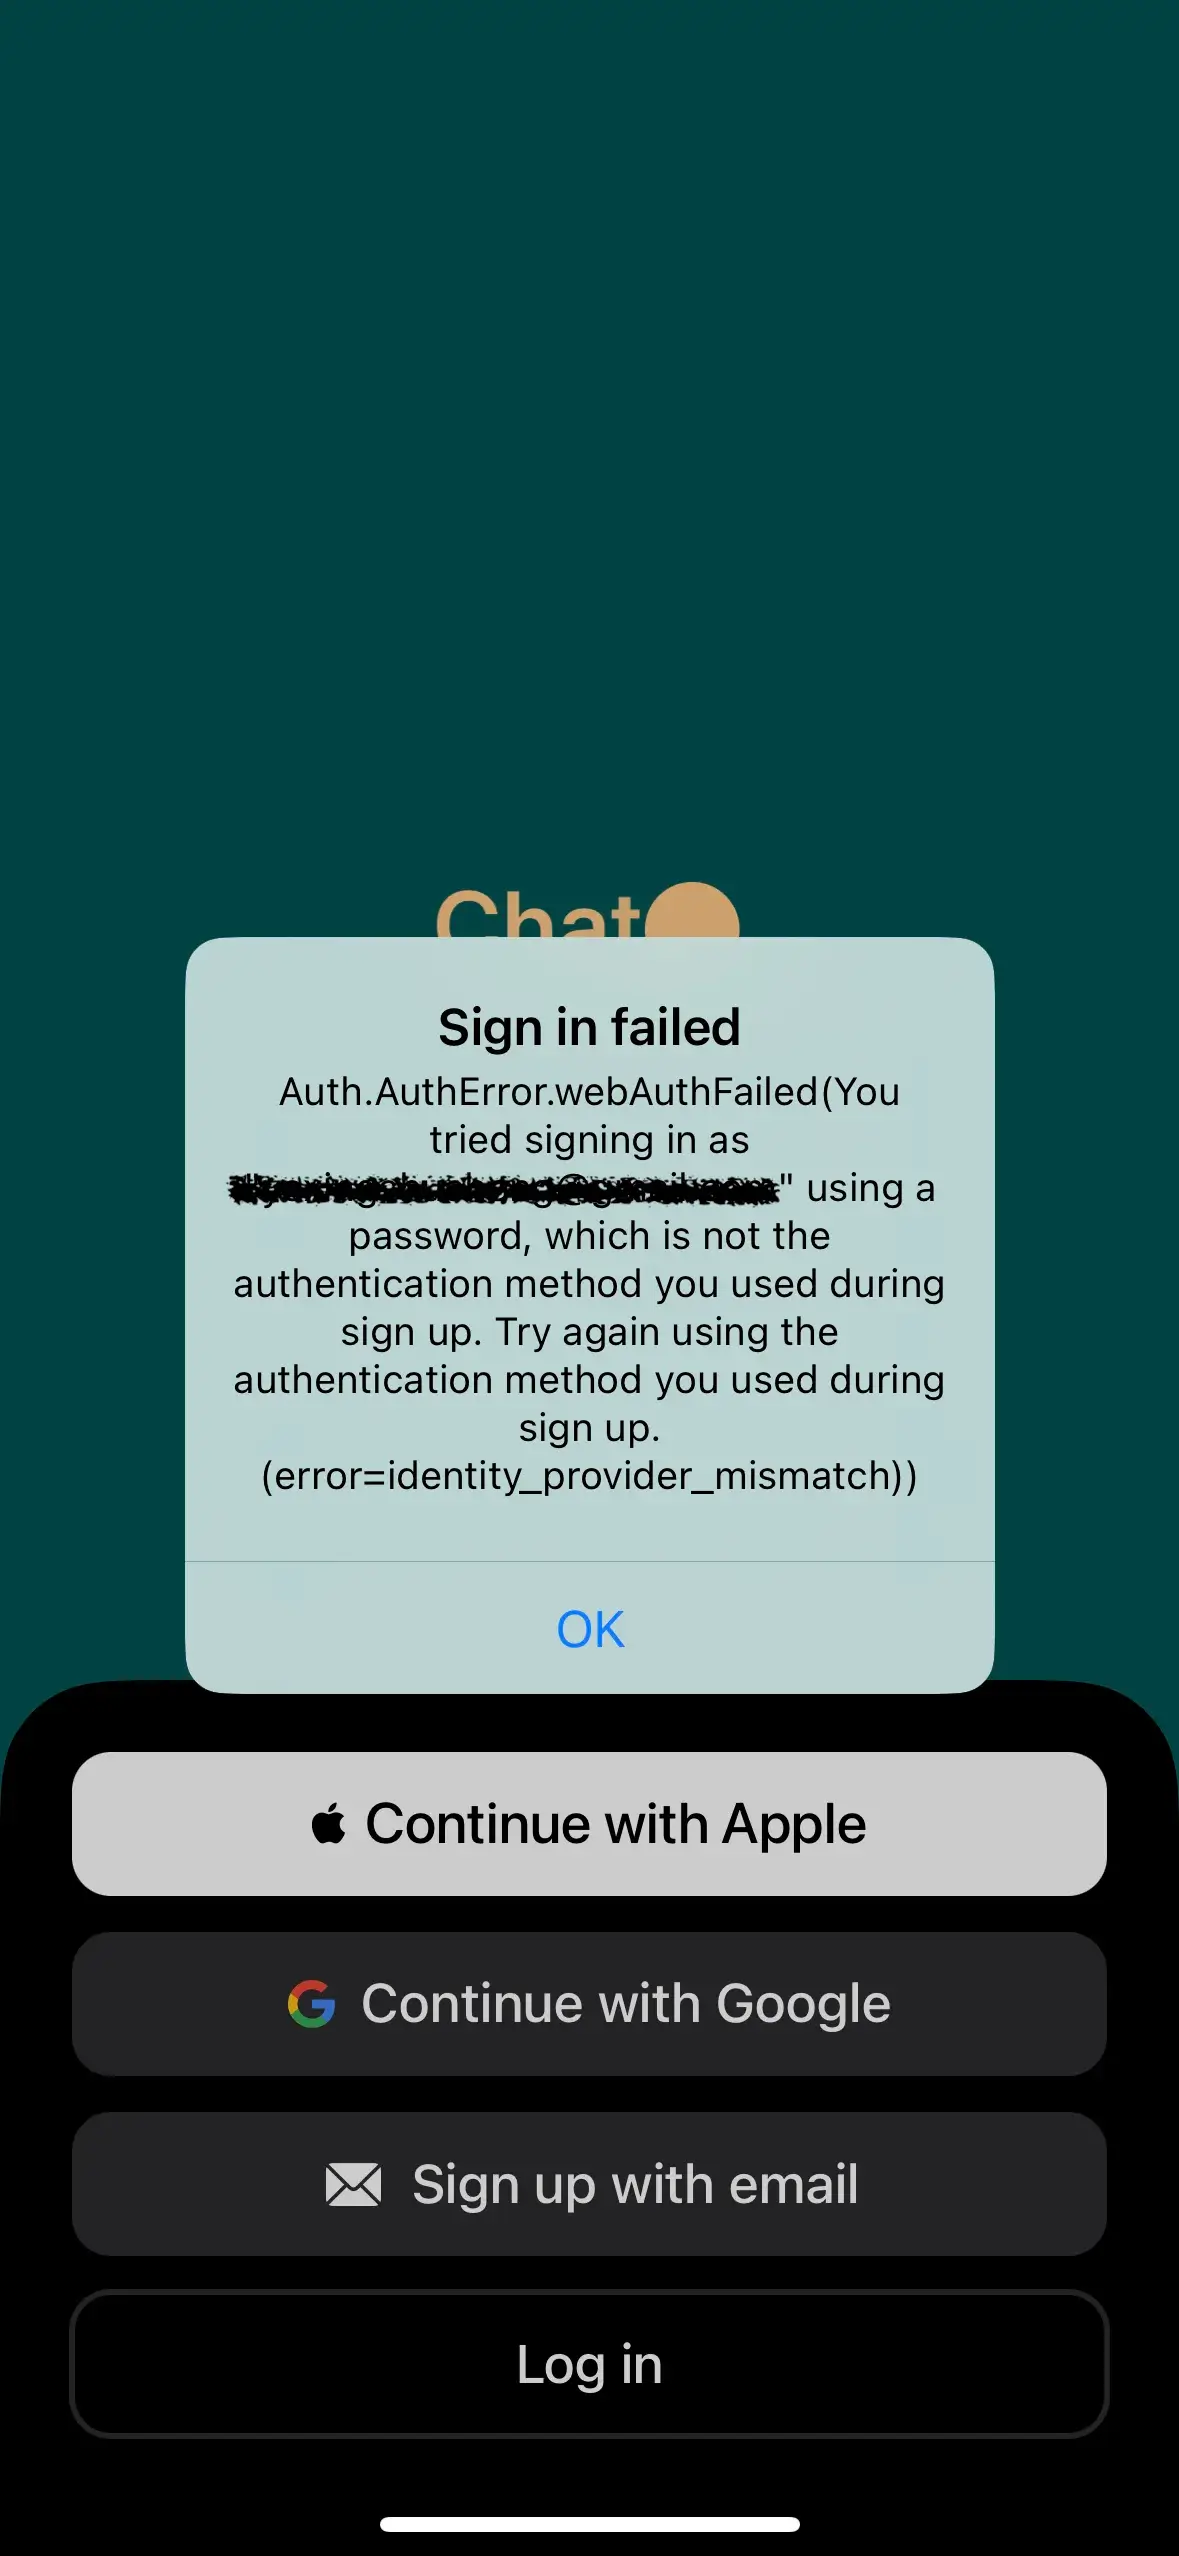 Chat
Sign in failed
Auth.AuthError.webAuthFailed(You
tried signing in as
" using a
password, which is not the
authentication method you used during
sign up. Try again using the
authentication method you used during
sign up.
(error=identity_provider_mismatch))
OK
Continue with Apple
Continue with Google
Sign up with email
Log in